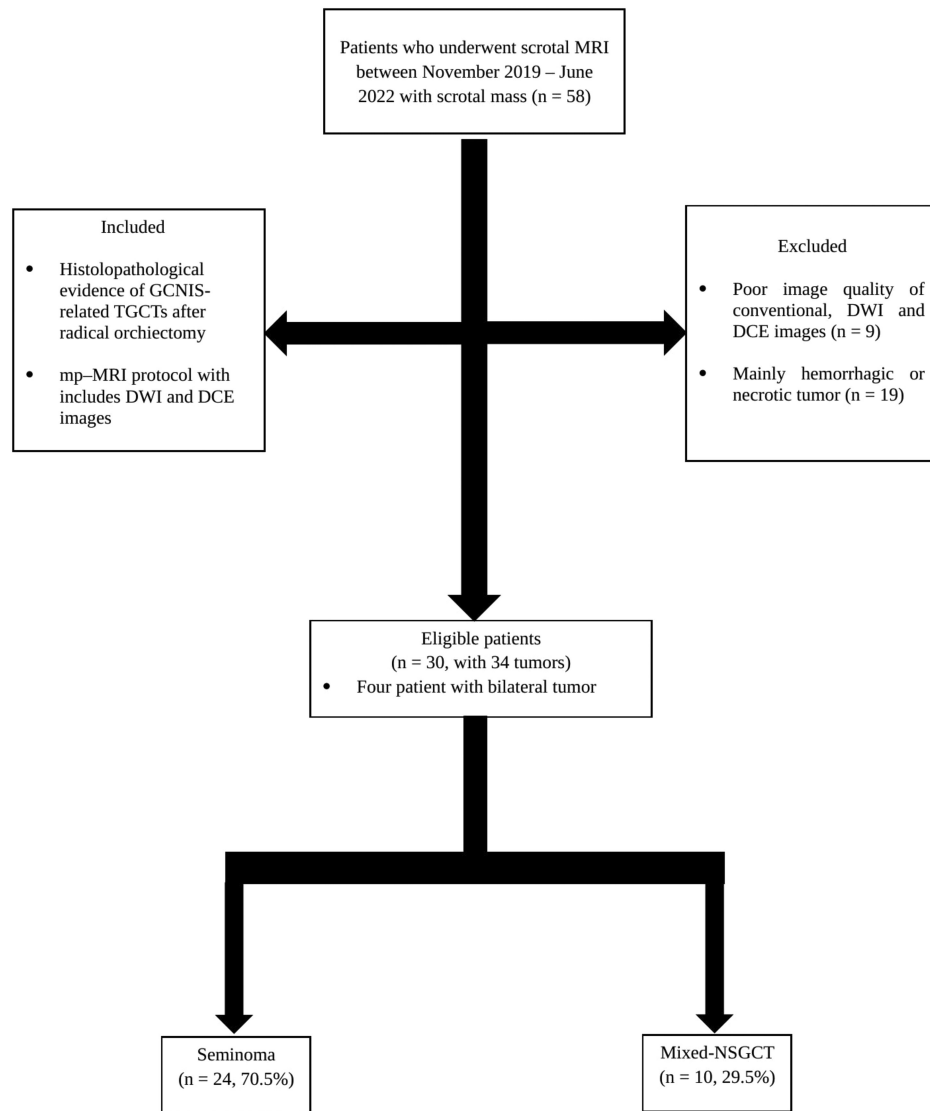 Patients who underwent scrotal MRI
between November 2019 – June
2022 with scrotal mass (n = 58)
Included
• Histolopathological
evidence of GCNIS-
related TGCTs after
radical orchiectomy
• mp–MRI protocol with
includes DWI and DCE
images
Excluded
• Poor image quality of
conventional, DWI and
DCE images (n = 9)
• Mainly hemorrhagic or
necrotic tumor (n = 19)
Eligible patients
(n = 30, with 34 tumors)
• Four patient with bilateral tumor
Seminoma
(n = 24, 70.5%)
Mixed-NSGCT
(n = 10, 29.5%)